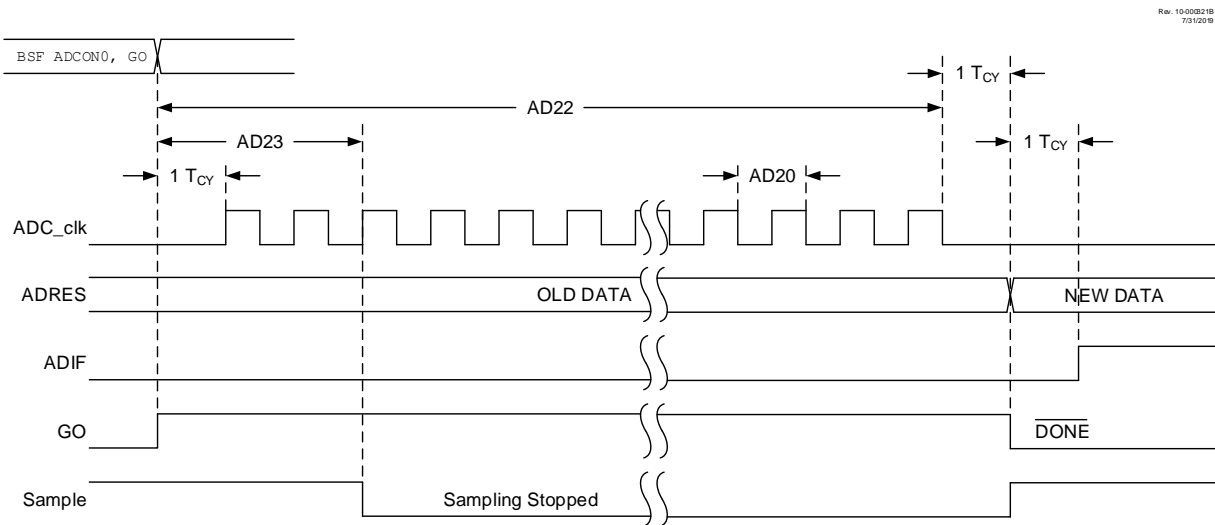 Rev. 10-000321B
7/31/2019
BSF ADCON0, GO
1 TCY
AD22
AD23
1 TCY
1 TCY
AD20
ADC_clk
ADRES
OLD DATA
NEW DATA
ADIF
GO
DONE
Sample
Sampling Stopped